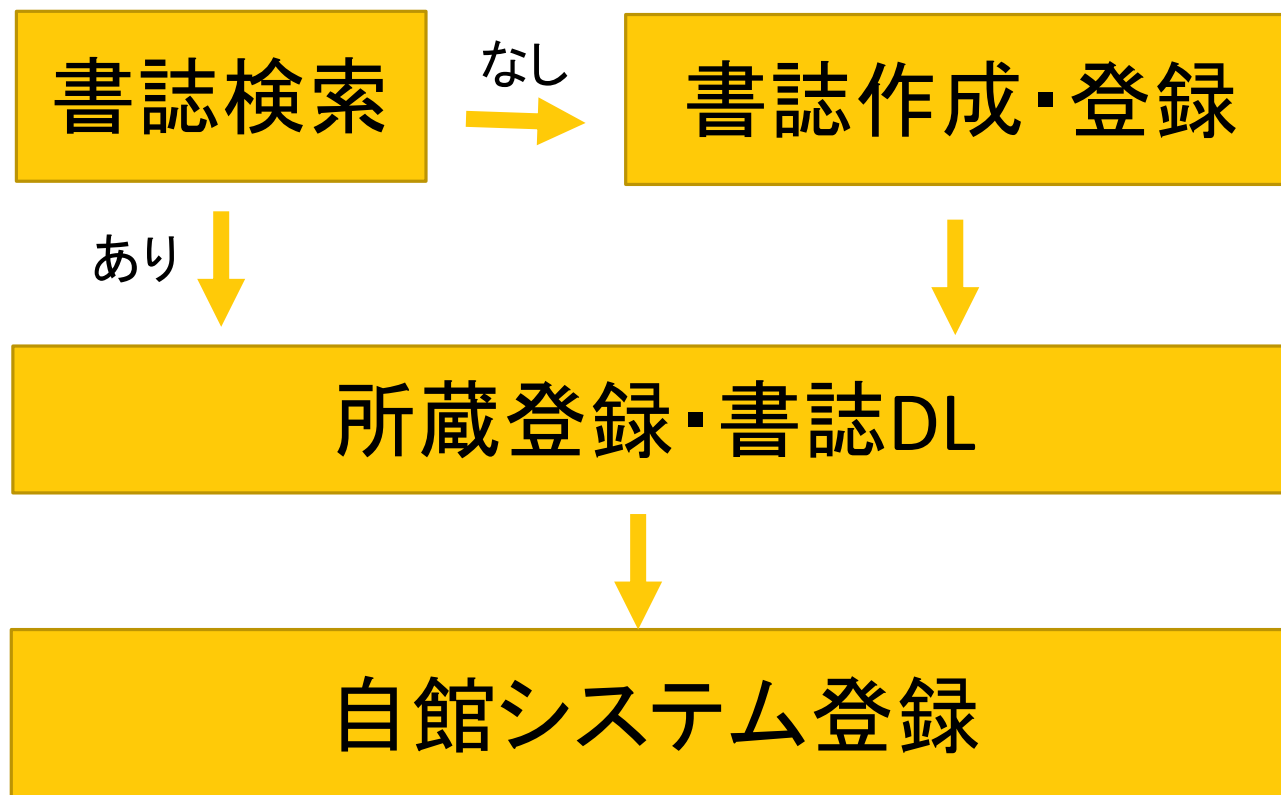 書誌検索
なし
書誌作成・登録
あり
所蔵登録・書誌DL
自館システム登録